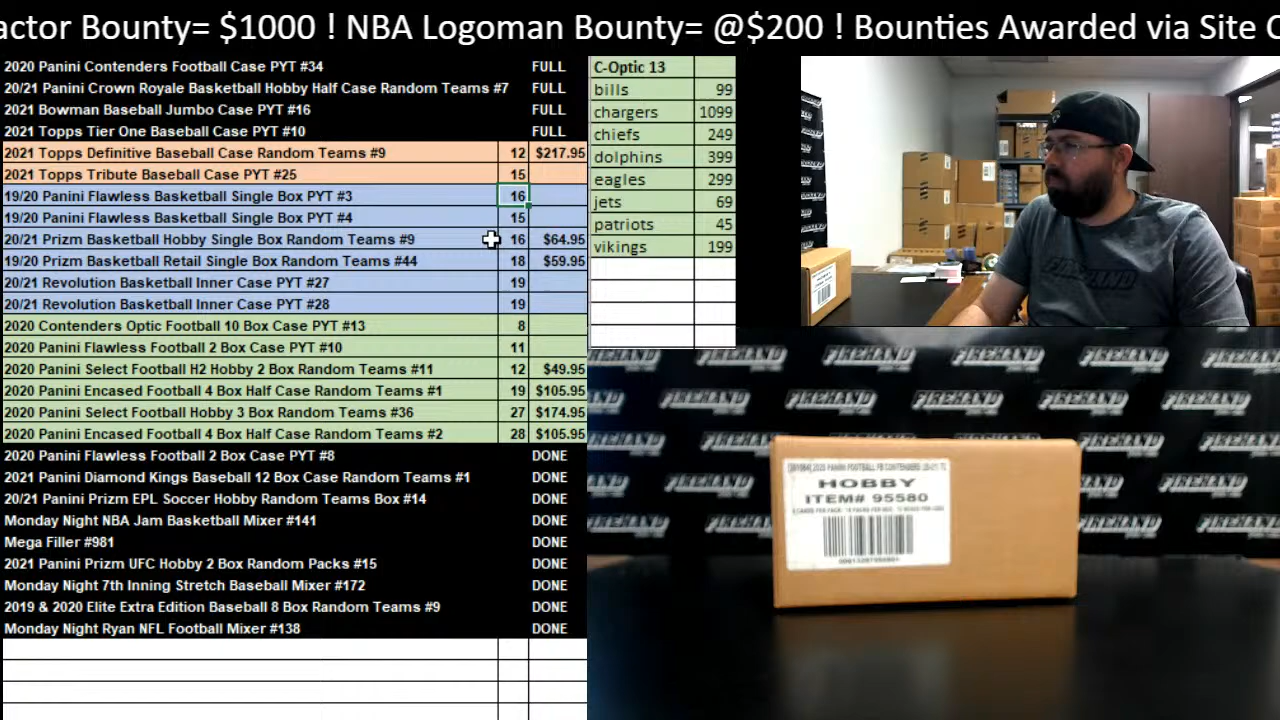 actor Bounty= $1000 ! NBA Logoman Bounty= @$200 ! Bounties Awarded via Site C
2020 Panini Contenders Football Case PYT #34 FULL
20/21 Panini Crown Royale Basketball Hobby Half Case Random Teams #7 FULL
2021 Bowman Baseball Jumbo Case PYT #16 FULL
2021 Topps Tier One Baseball Case PYT #10 FULL
2021 Topps Definitive Baseball Case Random Teams #9 12 $217.95
2021 Topps Tribute Baseball Case PYT #25 15
19/20 Panini Flawless Basketball Single Box PYT #3 16
19/20 Panini Flawless Basketball Single Box PYT #4 15
20/21 Prizm Basketball Hobby Single Box Random Teams #9 16 $64.95
19/20 Prizm Basketball Retail Single Box Random Teams #44 18 $59.95
20/21 Revolution Basketball Inner Case PYT #27 19
20/21 Revolution Basketball Inner Case PYT #28 19
2020 Contenders Optic Football 10 Box Case PYT #13 8
2020 Panini Flawless Football 2 Box Case PYT #10 11
2020 Panini Select Football H2 Hobby 2 Box Random Teams #11 12 $49.95
2020 Panini Encased Football 4 Box Half Case Random Teams #1 19 $105.95
2020 Panini Select Football Hobby 3 Box Random Teams #36 27 $174.95
2020 Panini Encased Football 4 Box Half Case Random Teams #2 28 $105.95
2020 Panini Flawless Football 2 Box Case PYT #8 DONE
2021 Panini Diamond Kings Baseball 12 Box Case Random Teams #1 DONE
20/21 Panini Prizm EPL Soccer Hobby Random Teams Box #14 DONE
Monday Night NBA Jam Basketball Mixer #141 DONE
Mega Filler #981 DONE
2021 Panini Prizm UFC Hobby 2 Box Random Packs #15 DONE
Monday Night 7th Inning Stretch Baseball Mixer #172 DONE
2019 & 2020 Elite Extra Edition Baseball 8 Box Random Teams #9 DONE
Monday Night Ryan NFL Football Mixer #138 DONE
C-Optic 13
bills 99
chargers 1099
chiefs 249
dolphins 399
eagles 299
jets 69
patriots 45
vikings 199
FIREHAND
HOBBY
ITEM# 95580